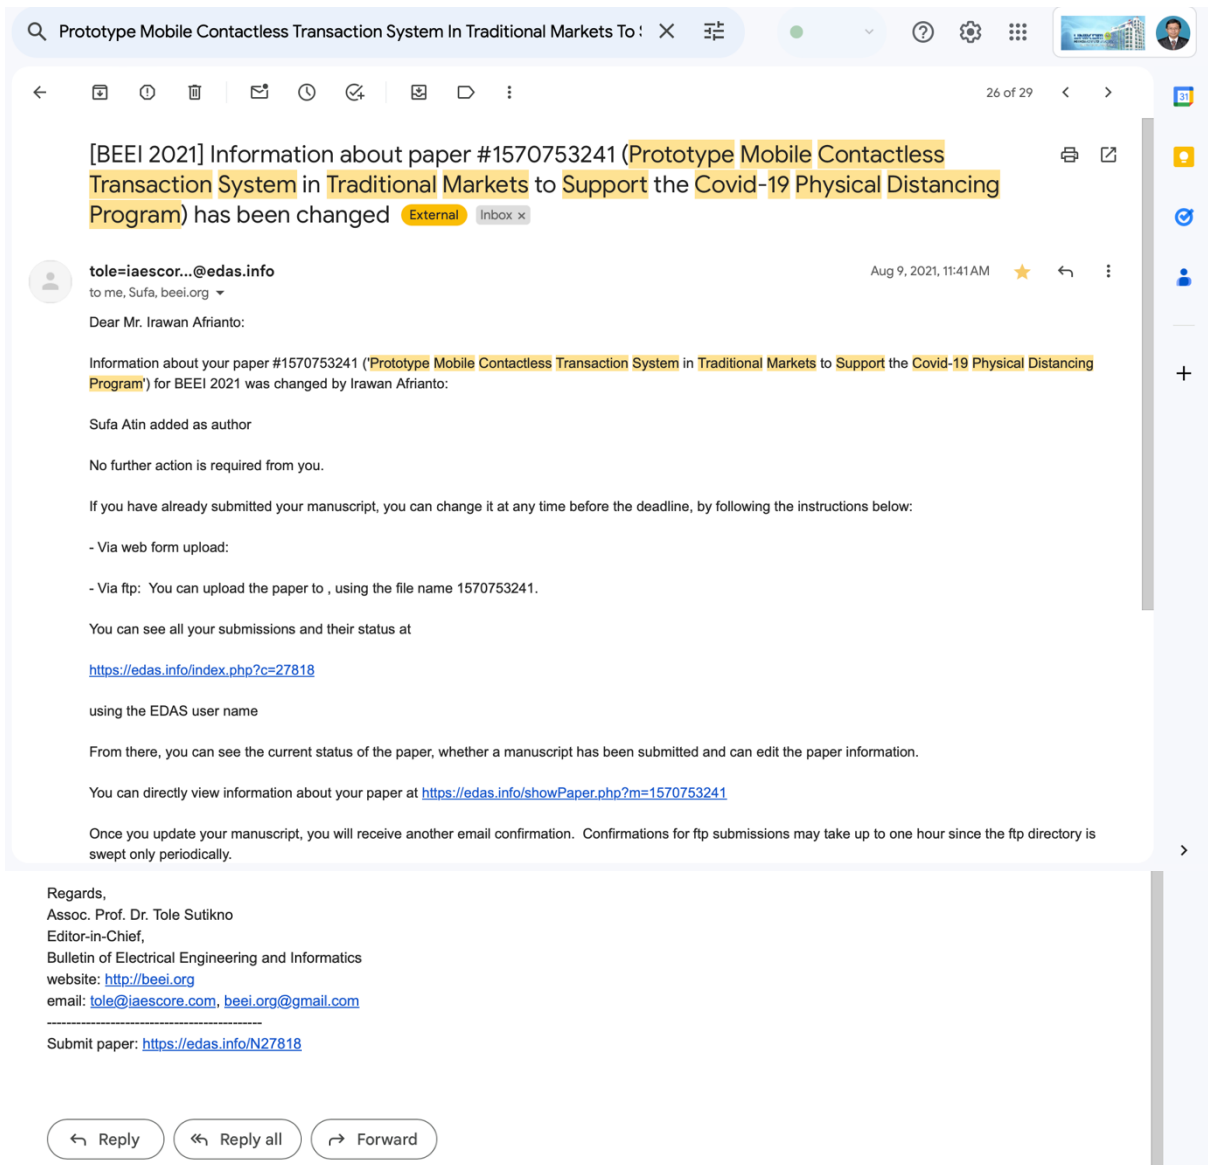 Prototype Mobile Contactless Transaction System In Traditional Markets To
26 of 29
31
[BEEI 2021] Information about paper #1570753241 (Prototype Mobile Contactless
Transaction System in Traditional Markets to Support the Covid-19 Physical Distancing
Program) has been changed External Inbox x
tole=iaescor...@edas.info
Aug 9, 2021, 11:41 AM
to me, Sufa, beei.org
Dear Mr. Irawan Afrianto:
Information about your paper #1570753241 ('Prototype Mobile Contactless Transaction System in Traditional Markets to Support the Covid-19 Physical Distancing
Program') for BEEI 2021 was changed by Irawan Afrianto:
Sufa Atin added as author
No further action is required from you.
If you have already submitted your manuscript, you can change it at any time before the deadline, by following the instructions below:
- Via web form upload:
- Via ftp:  You can upload the paper to , using the file name 1570753241.
You can see all your submissions and their status at
https://edas.info/index.php?c=27818
using the EDAS user name
From there, you can see the current status of the paper, whether a manuscript has been submitted and can edit the paper information.
You can directly view information about your paper at https://edas.info/showPaper.php?m=1570753241
Once you update your manuscript, you will receive another email confirmation.  Confirmations for ftp submissions may take up to one hour since the ftp directory is
swept only periodically.
Regards,
Assoc. Prof. Dr. Tole Sutikno
Editor-in-Chief,
Bulletin of Electrical Engineering and Informatics
website: http://beei.org
email: tole@iaescore.com, beei.org@gmail.com
-------------------------------------------
Submit paper: https://edas.info/N27818
Reply
Reply all
Forward